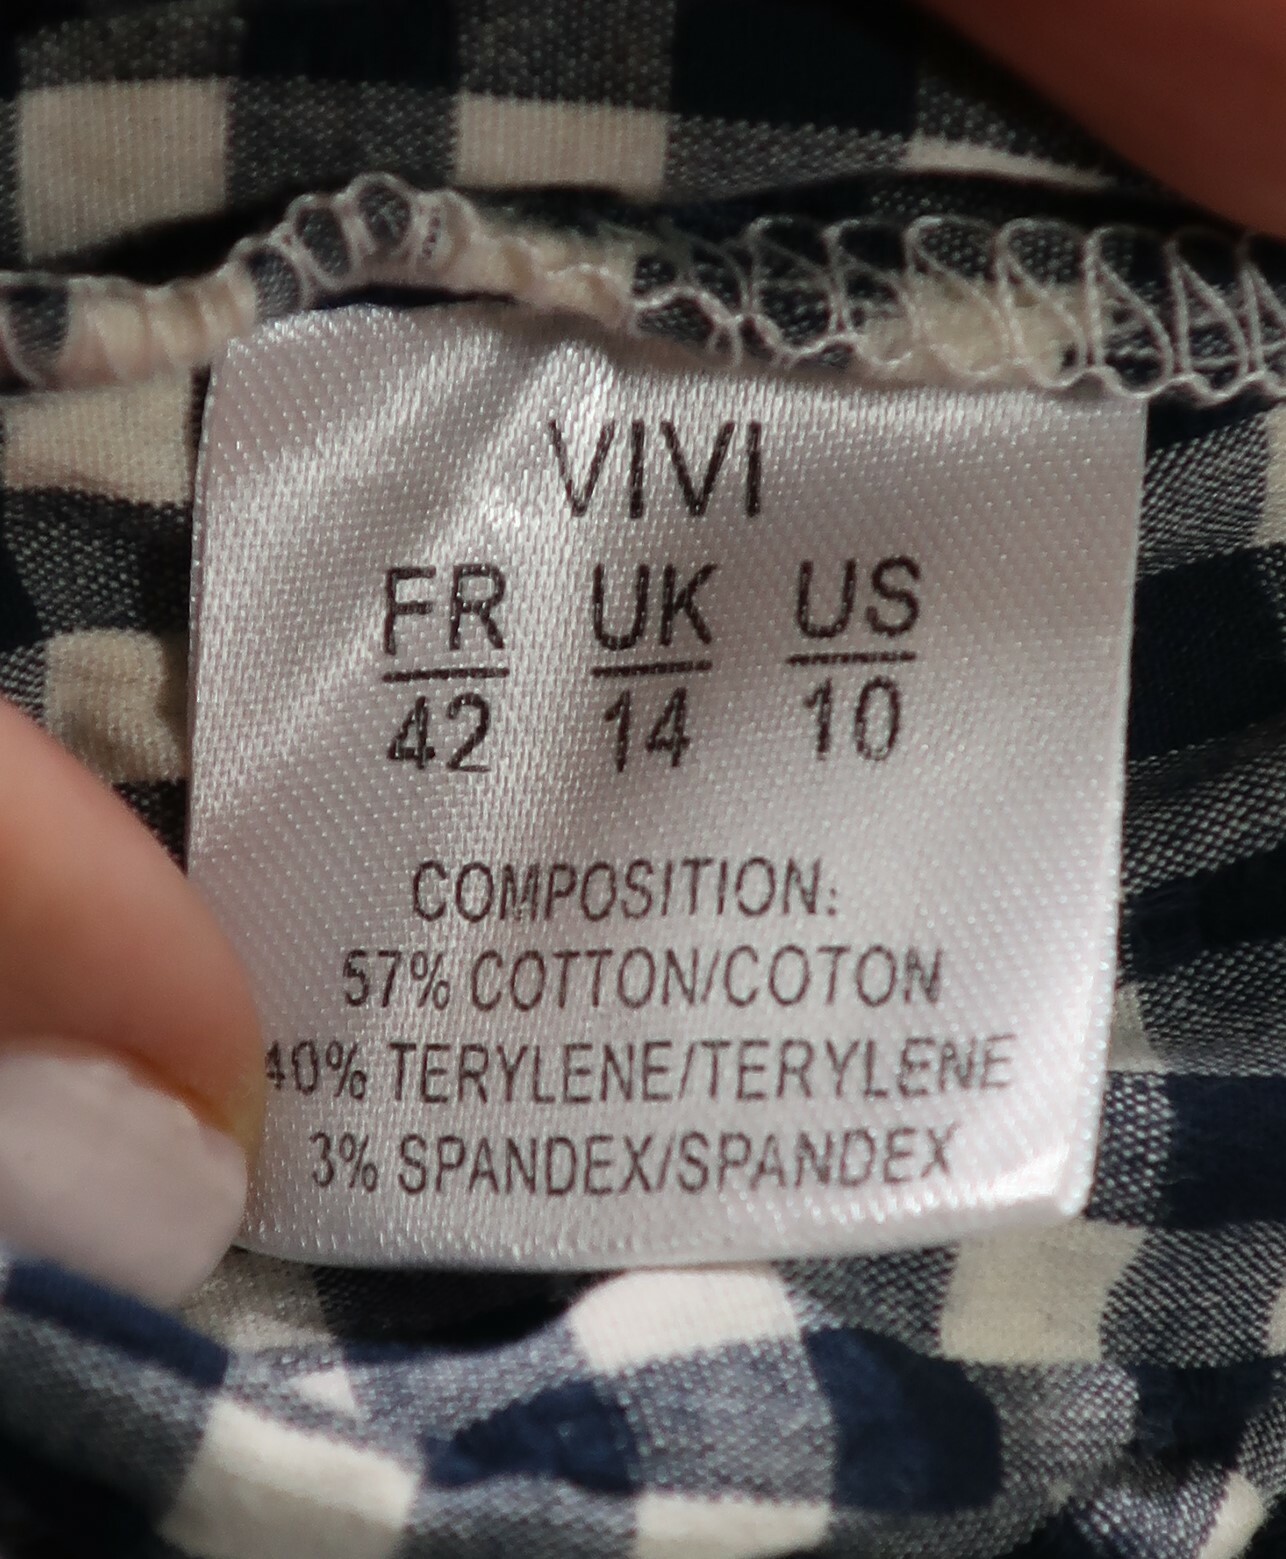 VIVI
FR UK US
42 14 10
COMPOSITION:
57% COTTON/COTON
40% TERYLENE/TERYLENE
3% SPANDEX/SPANDEX